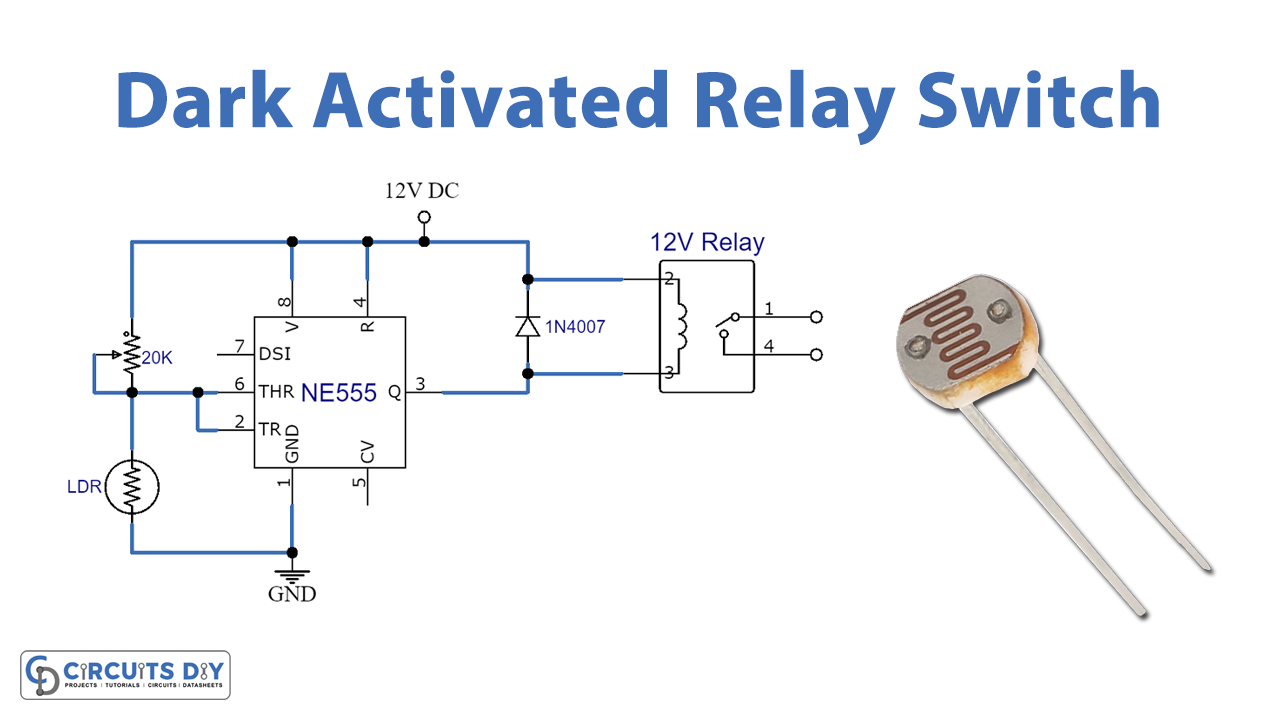 Dark Activated Relay Switch
12V DC
12V Relay
8
4
V
R
2
1
1N4007
20K
7
DSI
4
6
THR
NE555
Q
3
3
2
TR
GND
CV
LDR
1
5
GND
CiRCUiTS DiY
PROJECTS | TUTORIALS | CIRCUITS | DATASHEETS